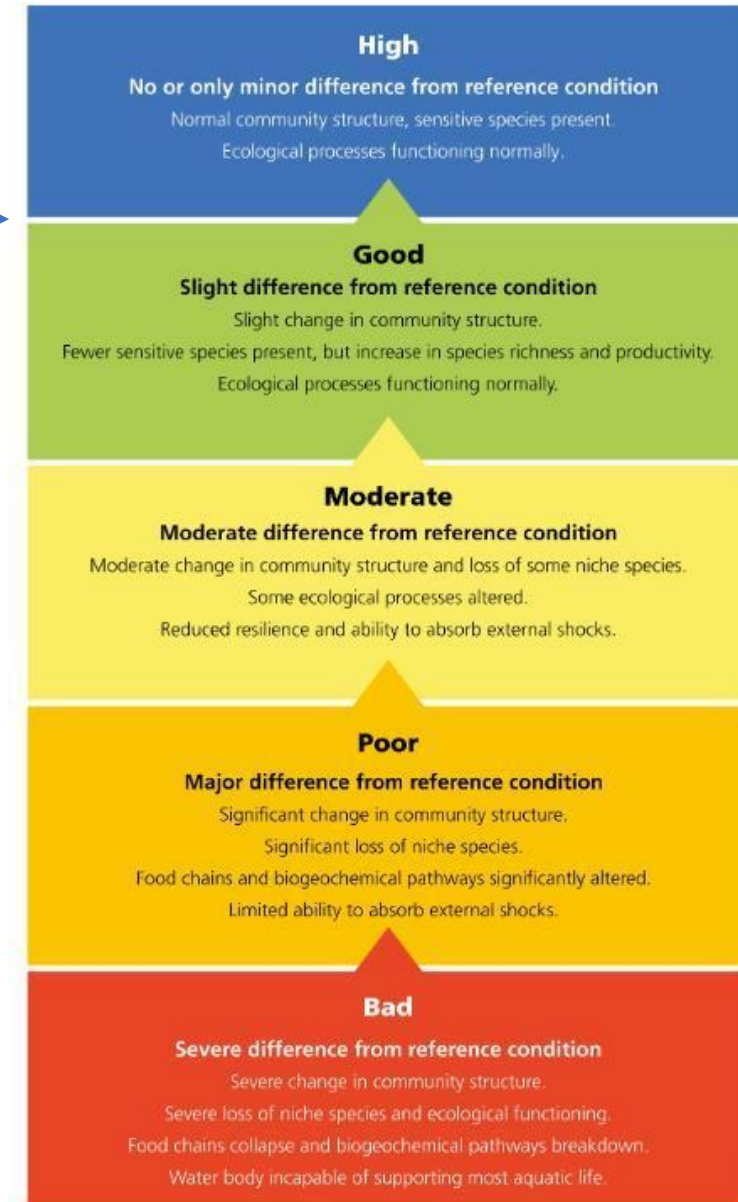 High
No or only minor difference from reference condition
Normal community structure, sensitive species present.
Ecological processes functioning normally.
Good
Slight difference from reference condition
Slight change in community structure.
Fewer sensitive species present, but increase in species richness and productivity.
Ecological processes functioning normally.
Moderate
Moderate difference from reference condition
Moderate change in community structure and loss of some niche species.
Some ecological processes altered.
Reduced resilience and ability to absorb external shocks.
Poor
Major difference from reference condition
Significant change in community structure.
Significant loss of niche species.
Food chains and biogeochemical pathways significantly altered.
Limited ability to absorb external shocks.
Bad
Severe difference from reference condition
Severe change in community structure.
Severe loss of niche species and ecological functioning.
Food chains collapse and biogeochemical pathways breakdown.
Water body incapable of supporting most aquatic life.